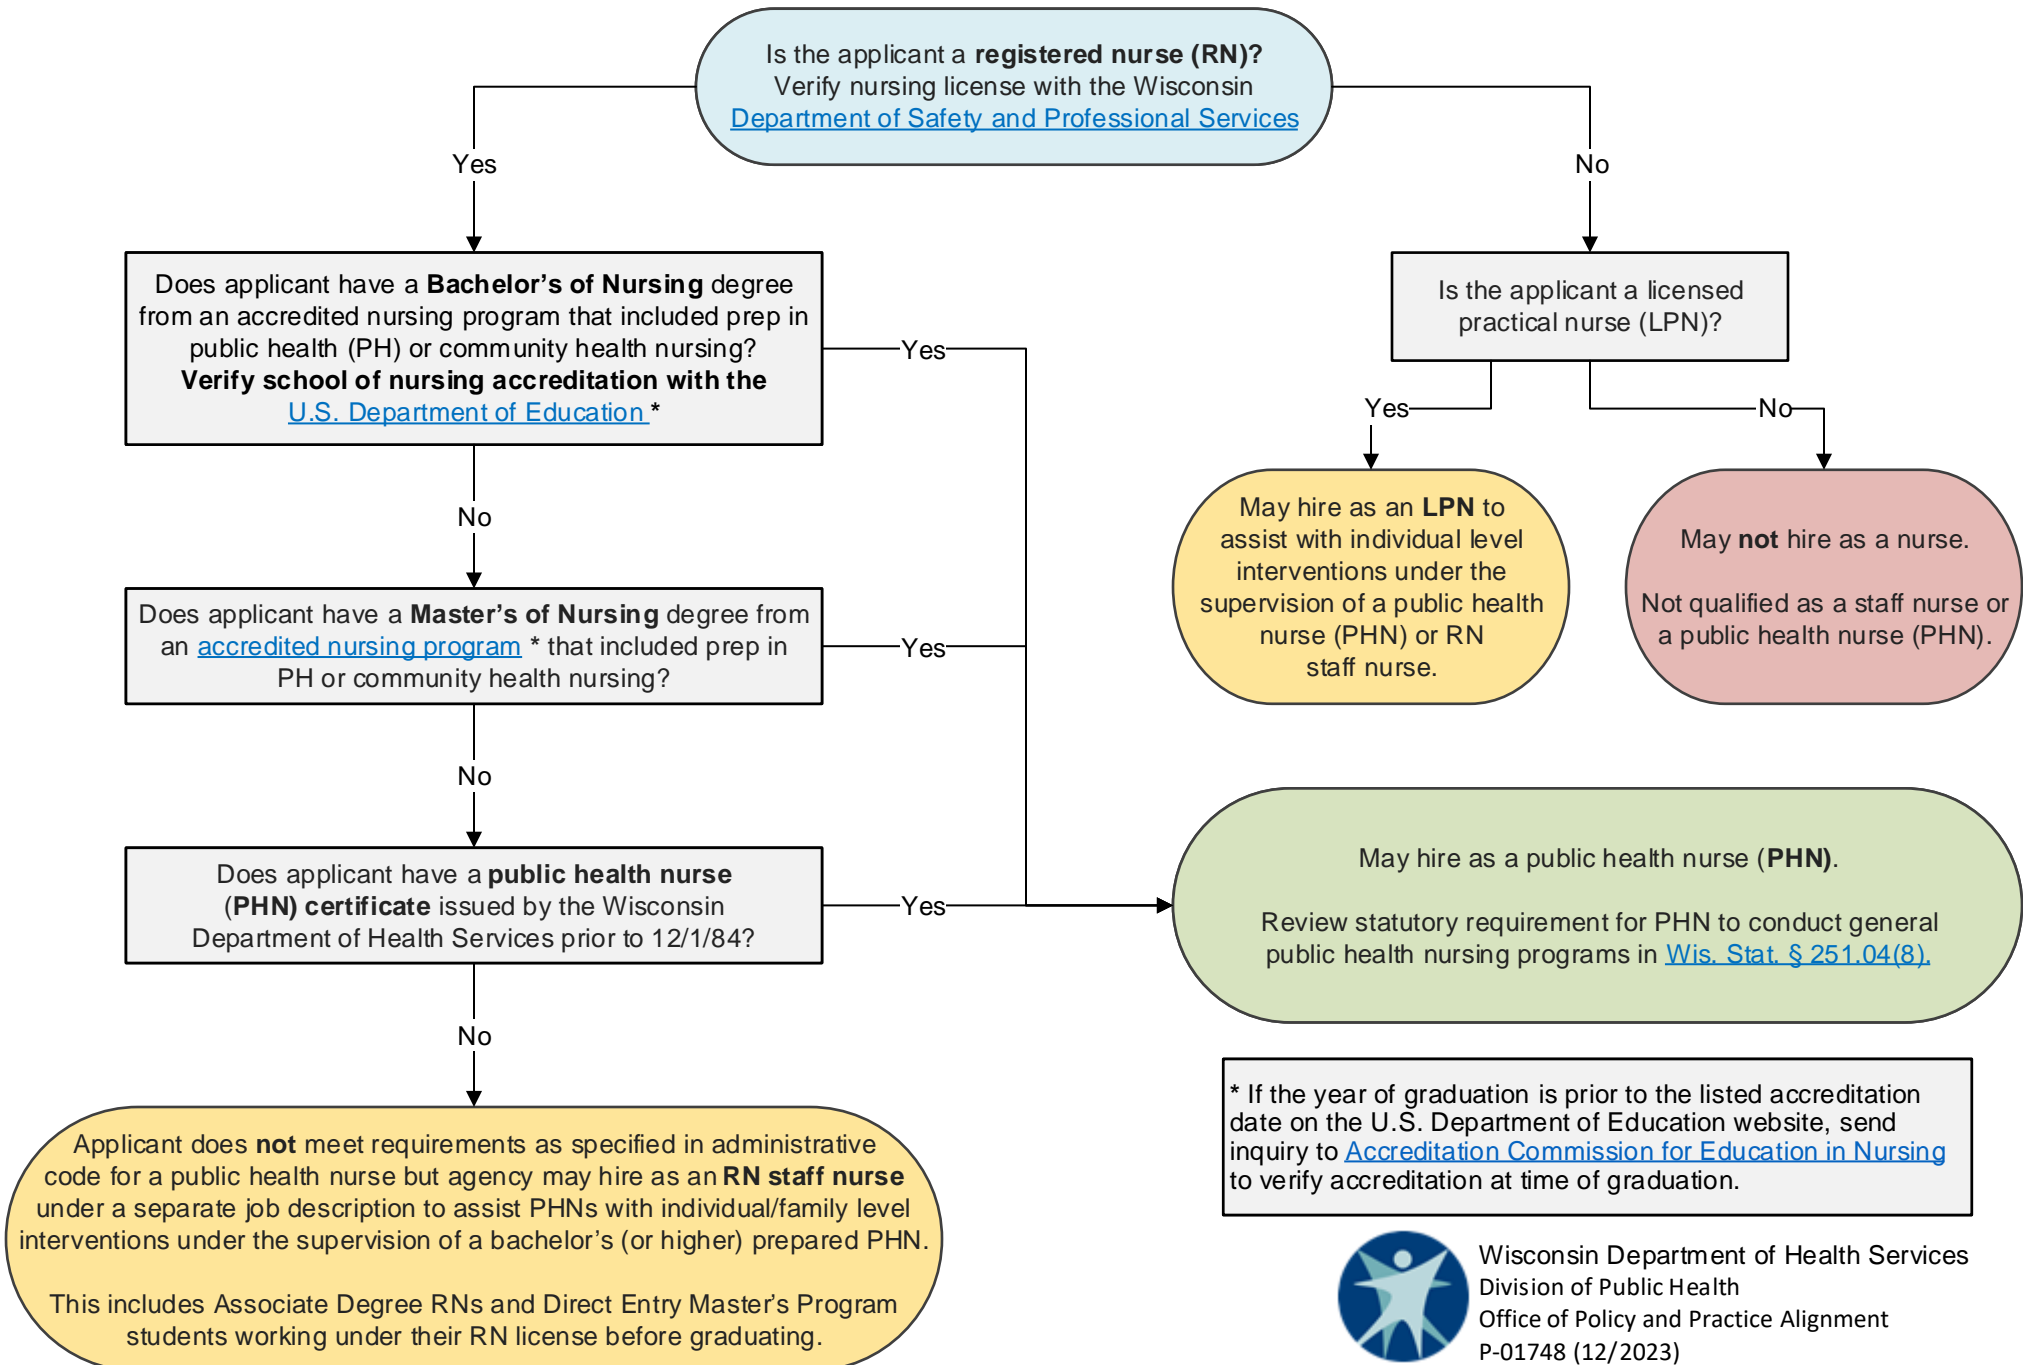 Is the applicant a registered nurse (RN)?
Verify nursing license with the Wisconsin
Department of Safety and Professional Services
Yes
No
Does applicant have a Bachelor’s of Nursing degree
from an accredited nursing program that included prep in
public health (PH) or community health nursing?
Verify school of nursing accreditation with the
U.S. Department of Education *
Yes
No
Is the applicant a licensed
practical nurse (LPN)?
Yes
No
May hire as an LPN to
assist with individual level
interventions under the
supervision of a public health
nurse (PHN) or RN
staff nurse.
May not hire as a nurse.
Not qualified as a staff nurse or
a public health nurse (PHN).
Does applicant have a Master’s of Nursing degree from
an accredited nursing program * that included prep in
PH or community health nursing?
Yes
No
Does applicant have a public health nurse
(PHN) certificate issued by the Wisconsin
Department of Health Services prior to 12/1/84?
Yes
No
May hire as a public health nurse (PHN).
Review statutory requirement for PHN to conduct general
public health nursing programs in Wis. Stat. § 251.04(8).
Applicant does not meet requirements as specified in administrative
code for a public health nurse but agency may hire as an RN staff nurse
under a separate job description to assist PHNs with individual/family level
interventions under the supervision of a bachelor’s (or higher) prepared PHN.
This includes Associate Degree RNs and Direct Entry Master’s Program
students working under their RN license before graduating.
* If the year of graduation is prior to the listed accreditation
date on the U.S. Department of Education website, send
inquiry to Accreditation Commission for Education in Nursing
to verify accreditation at time of graduation.
Wisconsin Department of Health Services
Division of Public Health
Office of Policy and Practice Alignment
P-01748 (12/2023)